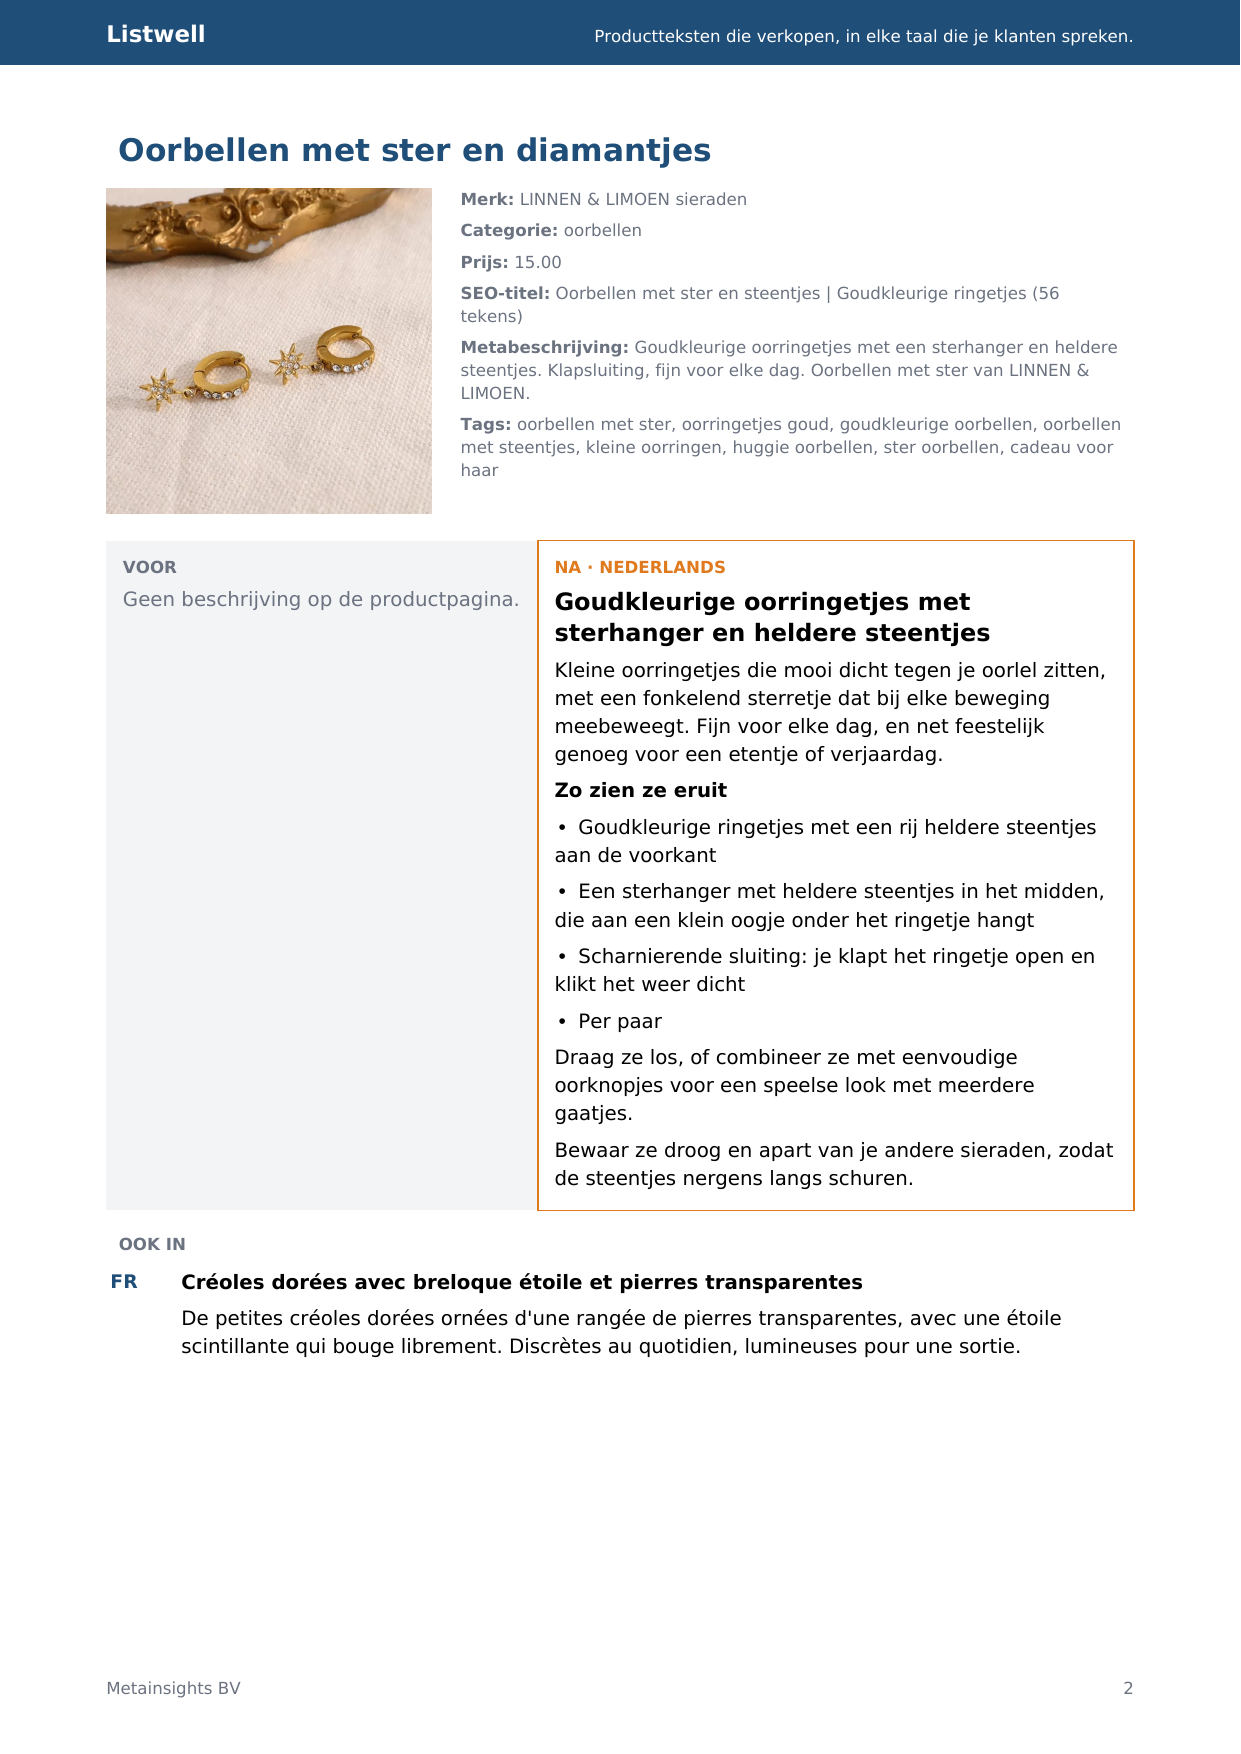 Listwell
Productteksten die verkopen, in elke taal die je klanten spreken.
Oorbellen met ster en diamantjes
Merk: LINNEN & LIMOEN sieraden
Categorie: oorbellen
Prijs: 15.00
SEO-titel: Oorbellen met ster en steentjes | Goudkleurige ringetjes (56
tekens)
Metabeschrijving: Goudkleurige oorringetjes met een sterhanger en heldere
steentjes. Klapsluiting, fijn voor elke dag. Oorbellen met ster van LINNEN &
LIMOEN.
Tags: oorbellen met ster, oorringetjes goud, goudkleurige oorbellen, oorbellen
met steentjes, kleine oorringen, huggie oorbellen, ster oorbellen, cadeau voor
haar
VOOR
Geen beschrijving op de productpagina.
NA · NEDERLANDS
Goudkleurige oorringetjes met
sterhanger en heldere steentjes
Kleine oorringetjes die mooi dicht tegen je oorlel zitten,
met een fonkelend sterretje dat bij elke beweging
meebeweegt. Fijn voor elke dag, en net feestelijk
genoeg voor een etentje of verjaardag.
Zo zien ze eruit
• Goudkleurige ringetjes met een rij heldere steentjes
aan de voorkant
• Een sterhanger met heldere steentjes in het midden,
die aan een klein oogje onder het ringetje hangt
• Scharnierende sluiting: je klapt het ringetje open en
klikt het weer dicht
• Per paar
Draag ze los, of combineer ze met eenvoudige
oorknopjes voor een speelse look met meerdere
gaatjes.
Bewaar ze droog en apart van je andere sieraden, zodat
de steentjes nergens langs schuren.
OOK IN
FR
Créoles dorées avec breloque étoile et pierres transparentes
De petites créoles dorées ornées d'une rangée de pierres transparentes, avec une étoile
scintillante qui bouge librement. Discrètes au quotidien, lumineuses pour une sortie.
Metainsights BV
2